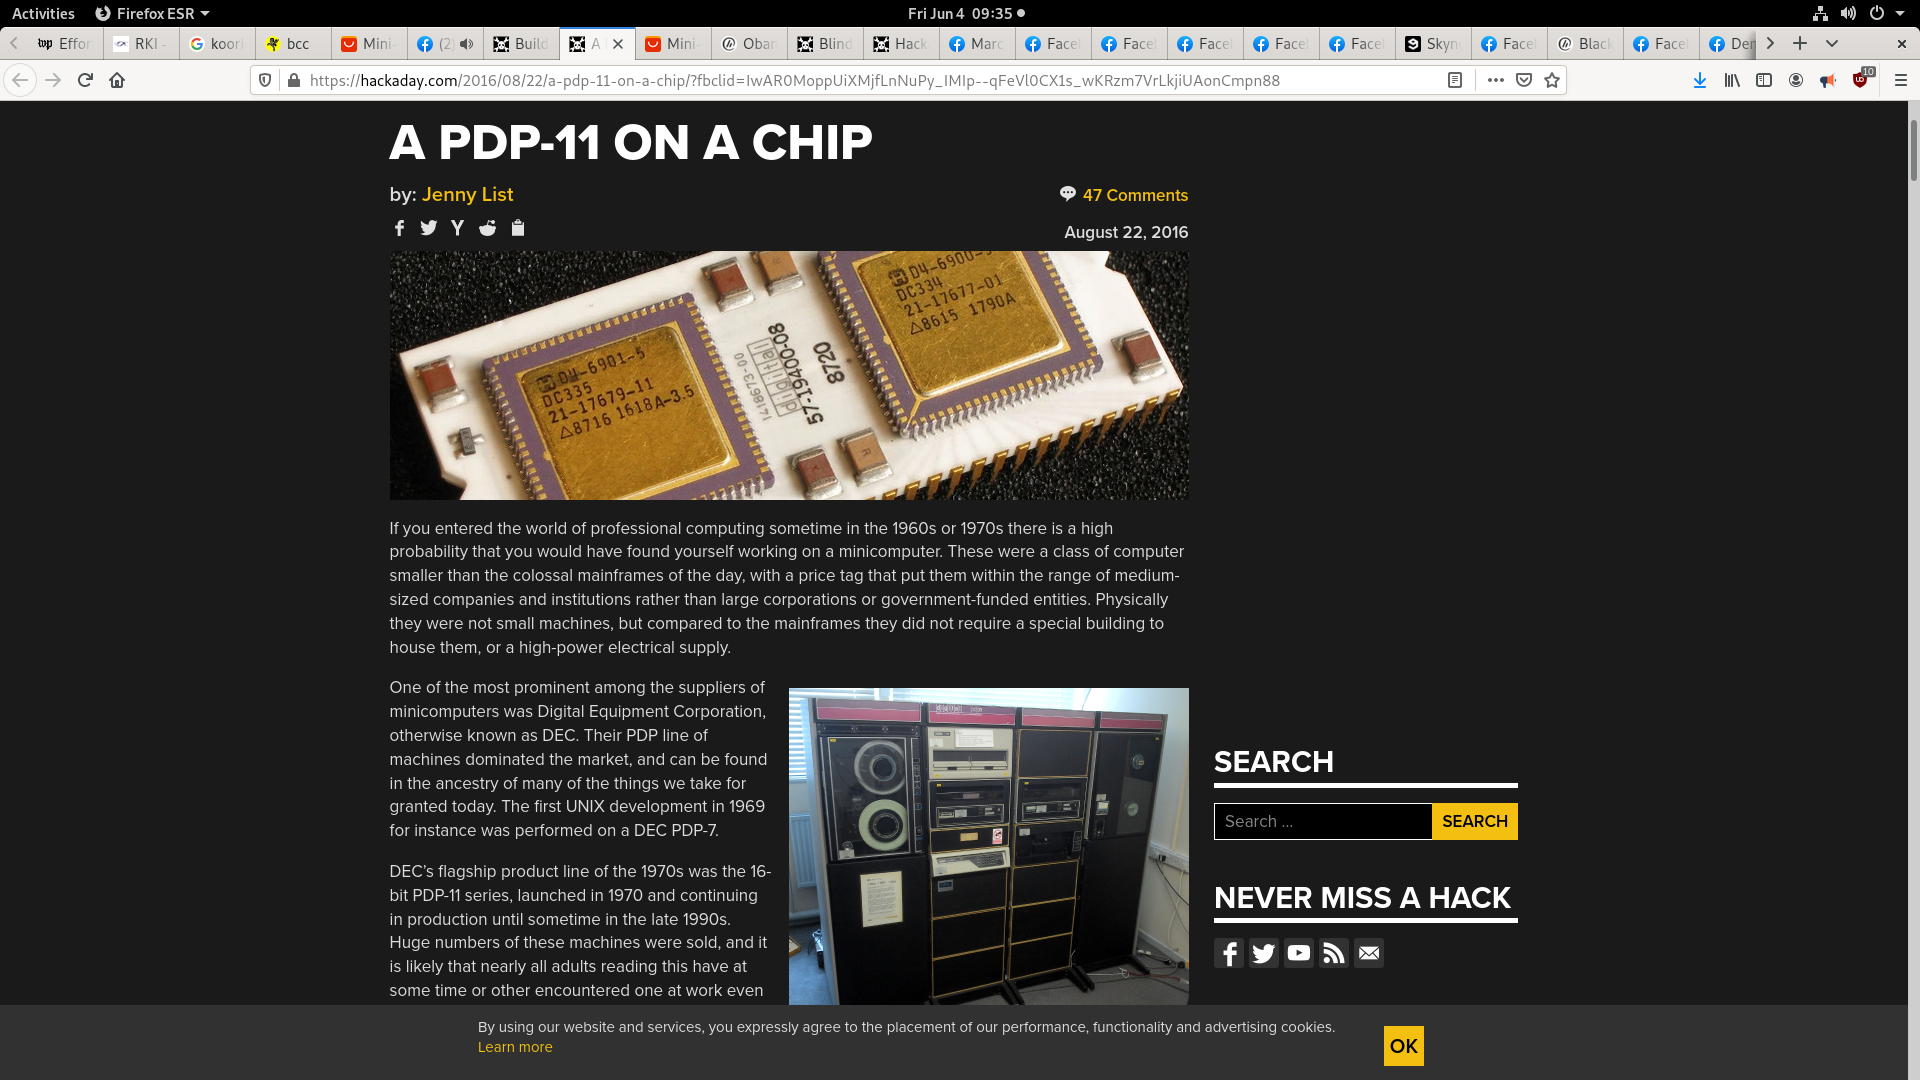 Activities Firefox ESR Fri Jun 4 09:35
Effor RKI - koor bcc Mini- (2) Build A Mini- Obar Blind Hack Marc Facel Facel Facel Facel Facel Skyn Facel Black Facel Der
https://hackaday.com/2016/08/22/a-pdp-11-on-a-chip/?fbclid=IwAR0MoppUiXMjfLnNuPy_IMIp--qFeVl0CX1s_wKRzm7VrLkjiUAonCmpn88 10
A PDP-11 ON A CHIP
by: Jenny List
47 Comments
August 22, 2016
D4-6901-5
DC335
21-17679-11
△8716 1618A-3.5
1418673-00
digital
57-19400-08
8720
D4-6900-
DC334
21-17677-01
△8615 1790A
If you entered the world of professional computing sometime in the 1960s or 1970s there is a high
probability that you would have found yourself working on a minicomputer. These were a class of computer
smaller than the colossal mainframes of the day, with a price tag that put them within the range of medium-
sized companies and institutions rather than large corporations or government-funded entities. Physically
they were not small machines, but compared to the mainframes they did not require a special building to
house them, or a high-power electrical supply.
One of the most prominent among the suppliers of
minicomputers was Digital Equipment Corporation,
otherwise known as DEC. Their PDP line of
machines dominated the market, and can be found
in the ancestry of many of the things we take for
granted today. The first UNIX development in 1969
for instance was performed on a DEC PDP-7.
DEC’s flagship product line of the 1970s was the 16-
bit PDP-11 series, launched in 1970 and continuing
in production until sometime in the late 1990s.
Huge numbers of these machines were sold, and it
is likely that nearly all adults reading this have at
some time or other encountered one at work even
SEARCH
Search ...
SEARCH
NEVER MISS A HACK
By using our website and services, you expressly agree to the placement of our performance, functionality and advertising cookies.
Learn more
OK